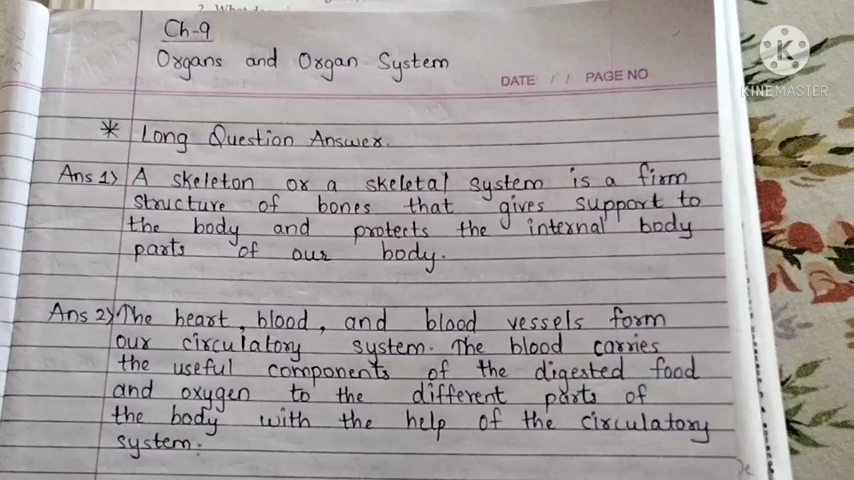 Ch-9
Organs and Organ System
DATE / / PAGE NO
KINEMASTER
* Long Question Answer.
Ans 1) A skeleton or a skeletal system is a firm
structure of bones that gives support to
the body and protects the internal body
parts of our body.
Ans 2) The heart, blood, and blood vessels form
our circulatory system. The blood carries
the useful components of the digested food
and oxygen to the different parts of
the body with the help of the circulatory
system.